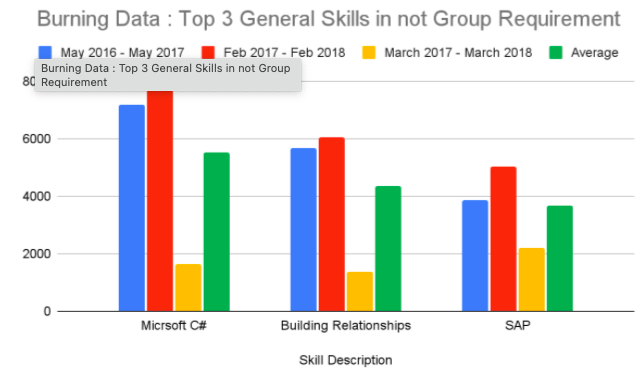 Burning Data : Top 3 General Skills in not Group Requirement
May 2016 - May 2017 Feb 2017 - Feb 2018 March 2017 - March 2018 Average
Burning Data : Top 3 General Skills in not Group
Requirement
80
6000
4000
2000
0
Micrsoft C# Building Relationships SAP
Skill Description